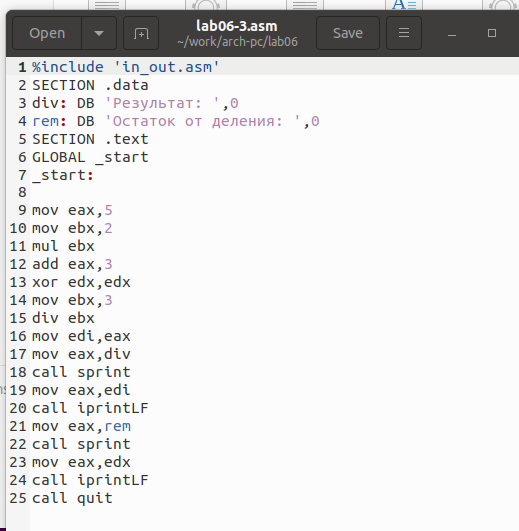 Open
lab06-3.asm
~/work/arch-pc/lab06
Save
1 %include 'in_out.asm'
2 SECTION .data
3 div: DB 'Результат: ',0
4 rem: DB 'Остаток от деления: ',0
5 SECTION .text
6 GLOBAL _start
7 _start:
8
9 mov eax,5
10 mov ebx,2
11 mul ebx
12 add eax,3
13 xor edx,edx
14 mov ebx,3
15 div ebx
16 mov edi,eax
17 mov eax,div
18 call sprint
19 mov eax,edi
20 call iprintLF
21 mov eax,rem
22 call sprint
23 mov eax,edx
24 call iprintLF
25 call quit